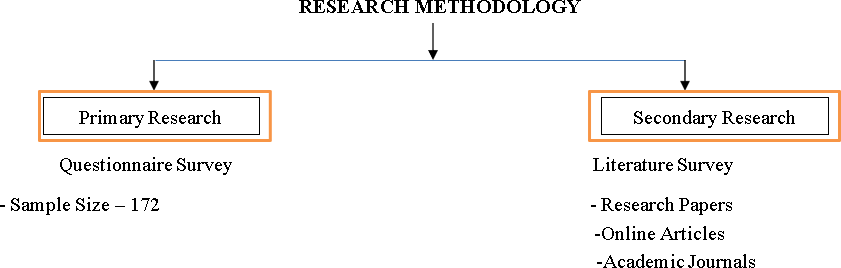 RESEARCH METHODOLOGY
Primary Research
Questionnaire Survey
- Sample Size – 172
Secondary Research
Literature Survey
- Research Papers
-Online Articles
-Academic Journals